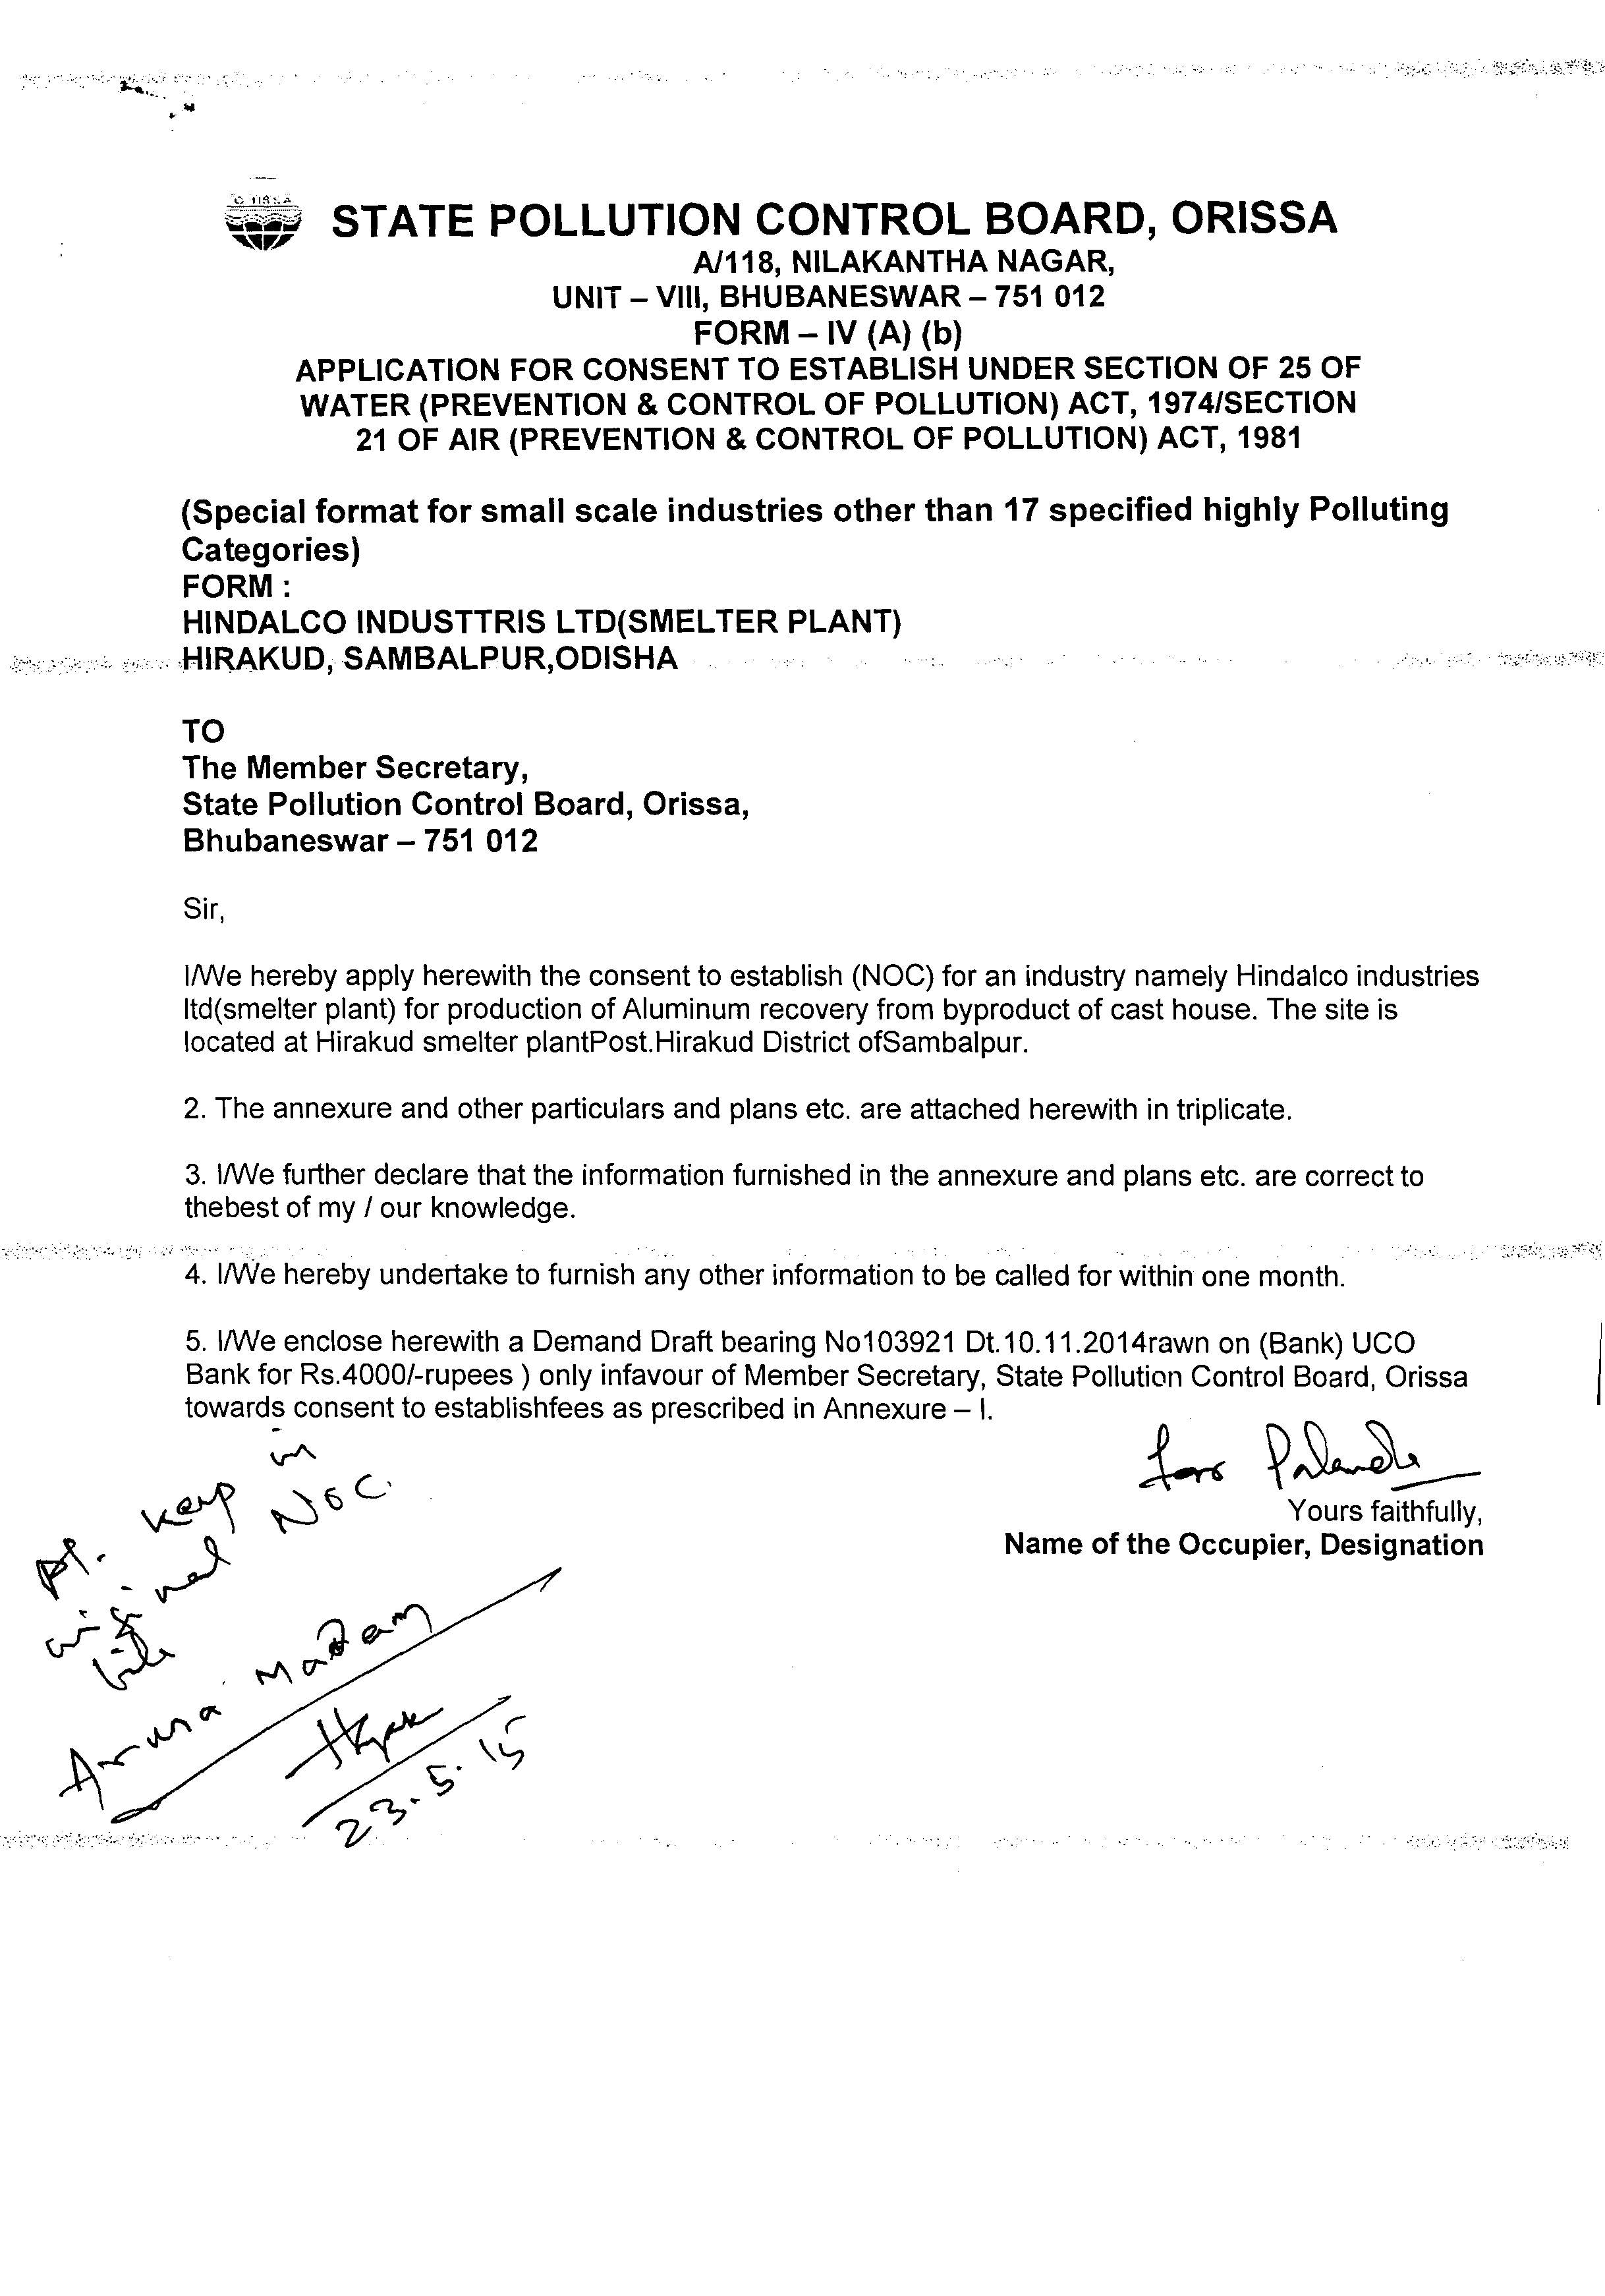 ORISSA
STATE POLLUTION CONTROL BOARD, ORISSA
A/118, NILAKANTHA NAGAR,
UNIT – VIII, BHUBANESWAR – 751 012
FORM – IV (A) (b)
APPLICATION FOR CONSENT TO ESTABLISH UNDER SECTION OF 25 OF
WATER (PREVENTION & CONTROL OF POLLUTION) ACT, 1974/SECTION
21 OF AIR (PREVENTION & CONTROL OF POLLUTION) ACT, 1981
(Special format for small scale industries other than 17 specified highly Polluting
Categories)
FORM :
HINDALCO INDUSTTRIS LTD(SMELTER PLANT)
HIRAKUD, SAMBALPUR,ODISHA
TO
The Member Secretary,
State Pollution Control Board, Orissa,
Bhubaneswar – 751 012
Sir,
I/We hereby apply herewith the consent to establish (NOC) for an industry namely Hindalco industries
ltd(smelter plant) for production of Aluminum recovery from byproduct of cast house. The site is
located at Hirakud smelter plantPost.Hirakud District ofSambalpur.
2. The annexure and other particulars and plans etc. are attached herewith in triplicate.
3. I/We further declare that the information furnished in the annexure and plans etc. are correct to
thebest of my / our knowledge.
4. I/We hereby undertake to furnish any other information to be called for within one month.
5. I/We enclose herewith a Demand Draft bearing No103921 Dt.10.11.2014rawn on (Bank) UCO
Bank for Rs.4000/-rupees ) only infavour of Member Secretary, State Pollution Control Board, Orissa
towards consent to establishfees as prescribed in Annexure – I.
Yours faithfully,
Name of the Occupier, Designation
Pl. keep in
original NOC.
file
Aruna Madam
23.5.15